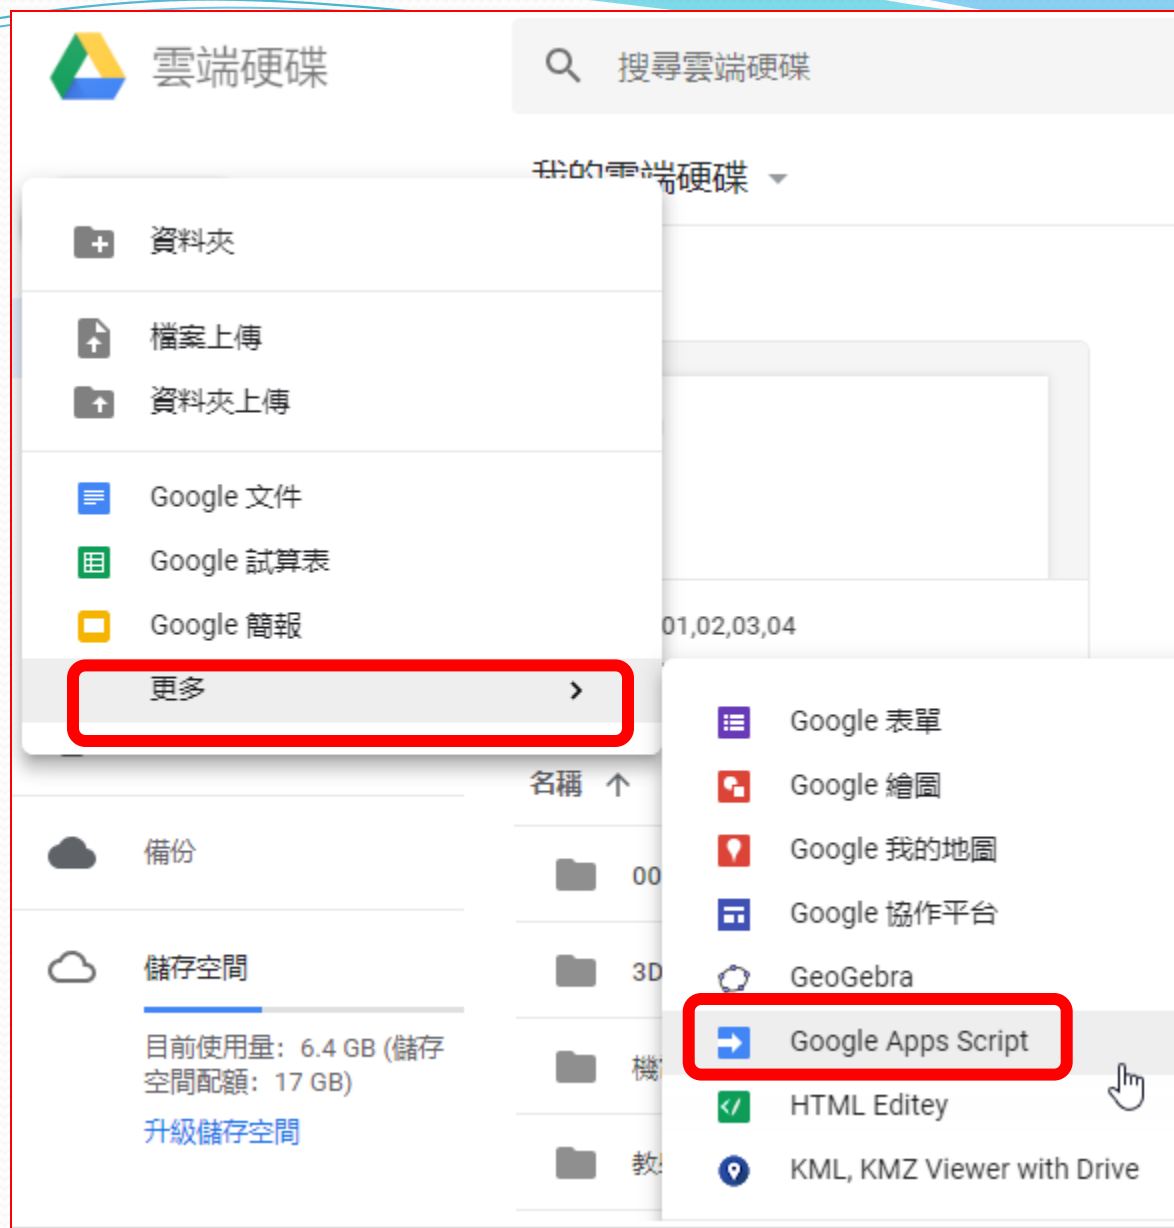 雲端硬碟
搜尋雲端硬碟
我的雲端硬碟
資料夾
檔案上傳
資料夾上傳
Google 文件
Google 試算表
Google 簡報
更多
01,02,03,04
Google 表單
Google 繪圖
Google 我的地圖
Google 協作平台
GeoGebra
Google Apps Script
HTML Editey
KML, KMZ Viewer with Drive
名稱
00
3D
教
備份
儲存空間
目前使用量：6.4 GB (儲存
空間配額：17 GB)
升級儲存空間